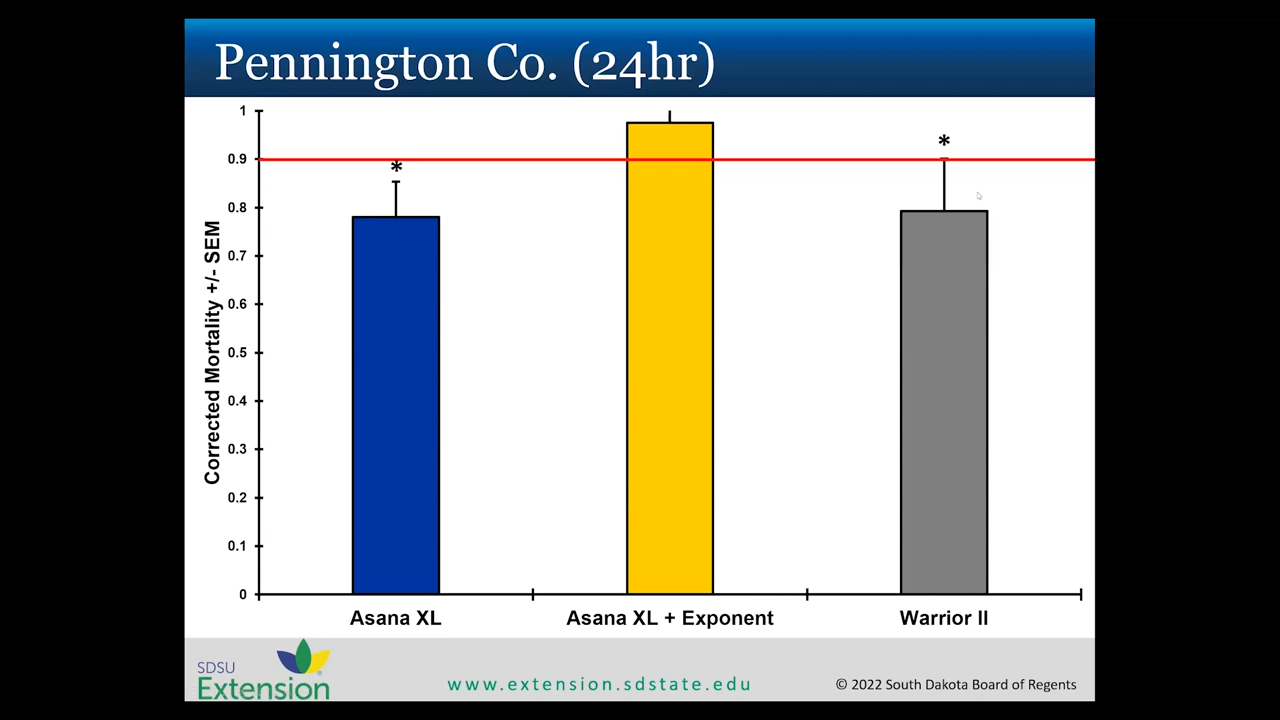 Pennington Co. (24hr)
Corrected Mortality +/- SEM
1
0.9
0.8
0.7
0.6
0.5
0.4
0.3
0.2
0.1
0
*
*
Asana XL
Asana XL + Exponent
Warrior II
SDSU
Extension
www.extension.sdstate.edu
© 2022 South Dakota Board of Regents